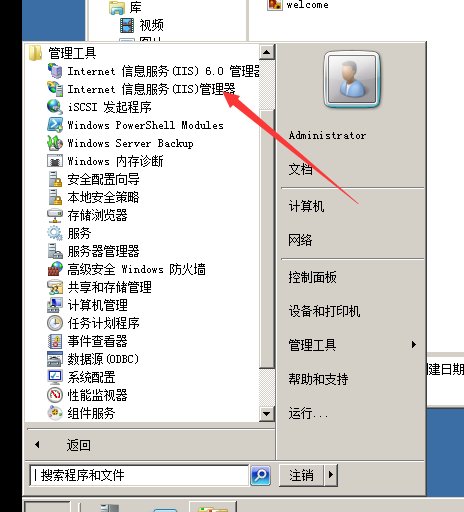 库
welcome
视频
管理工具
Internet 信息服务(IIS) 6.0 管理器
Internet 信息服务(IIS)管理器
iSCSI 发起程序
Windows PowerShell Modules
Windows Server Backup
Windows 内存诊断
安全配置向导
本地安全策略
存储浏览器
服务
服务器管理器
高级安全 Windows 防火墙
共享和存储管理
计算机管理
任务计划程序
事件查看器
数据源(ODBC)
系统配置
性能监视器
组件服务
返回
搜索程序和文件
Administrator
文档
计算机
网络
控制面板
设备和打印机
管理工具
帮助和支持
运行...
注销
建日期